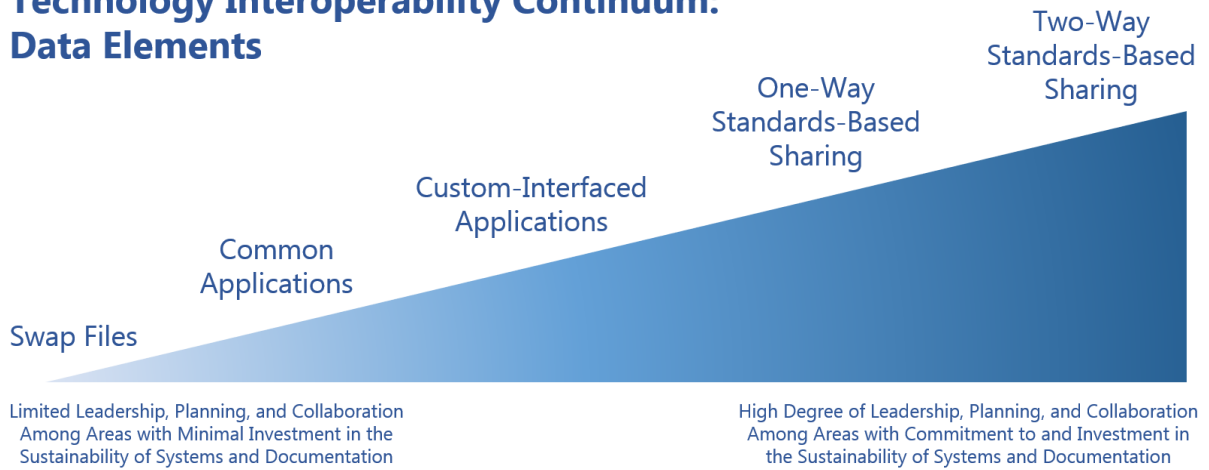 Technology Interoperability Continuum:
Data Elements
Two-Way
Standards-Based
Sharing
One-Way
Standards-Based
Sharing
Custom-Interfaced
Applications
Common
Applications
Swap Files
Limited Leadership, Planning, and Collaboration
Among Areas with Minimal Investment in the
Sustainability of Systems and Documentation
High Degree of Leadership, Planning, and Collaboration
Among Areas with Commitment to and Investment in
the Sustainability of Systems and Documentation